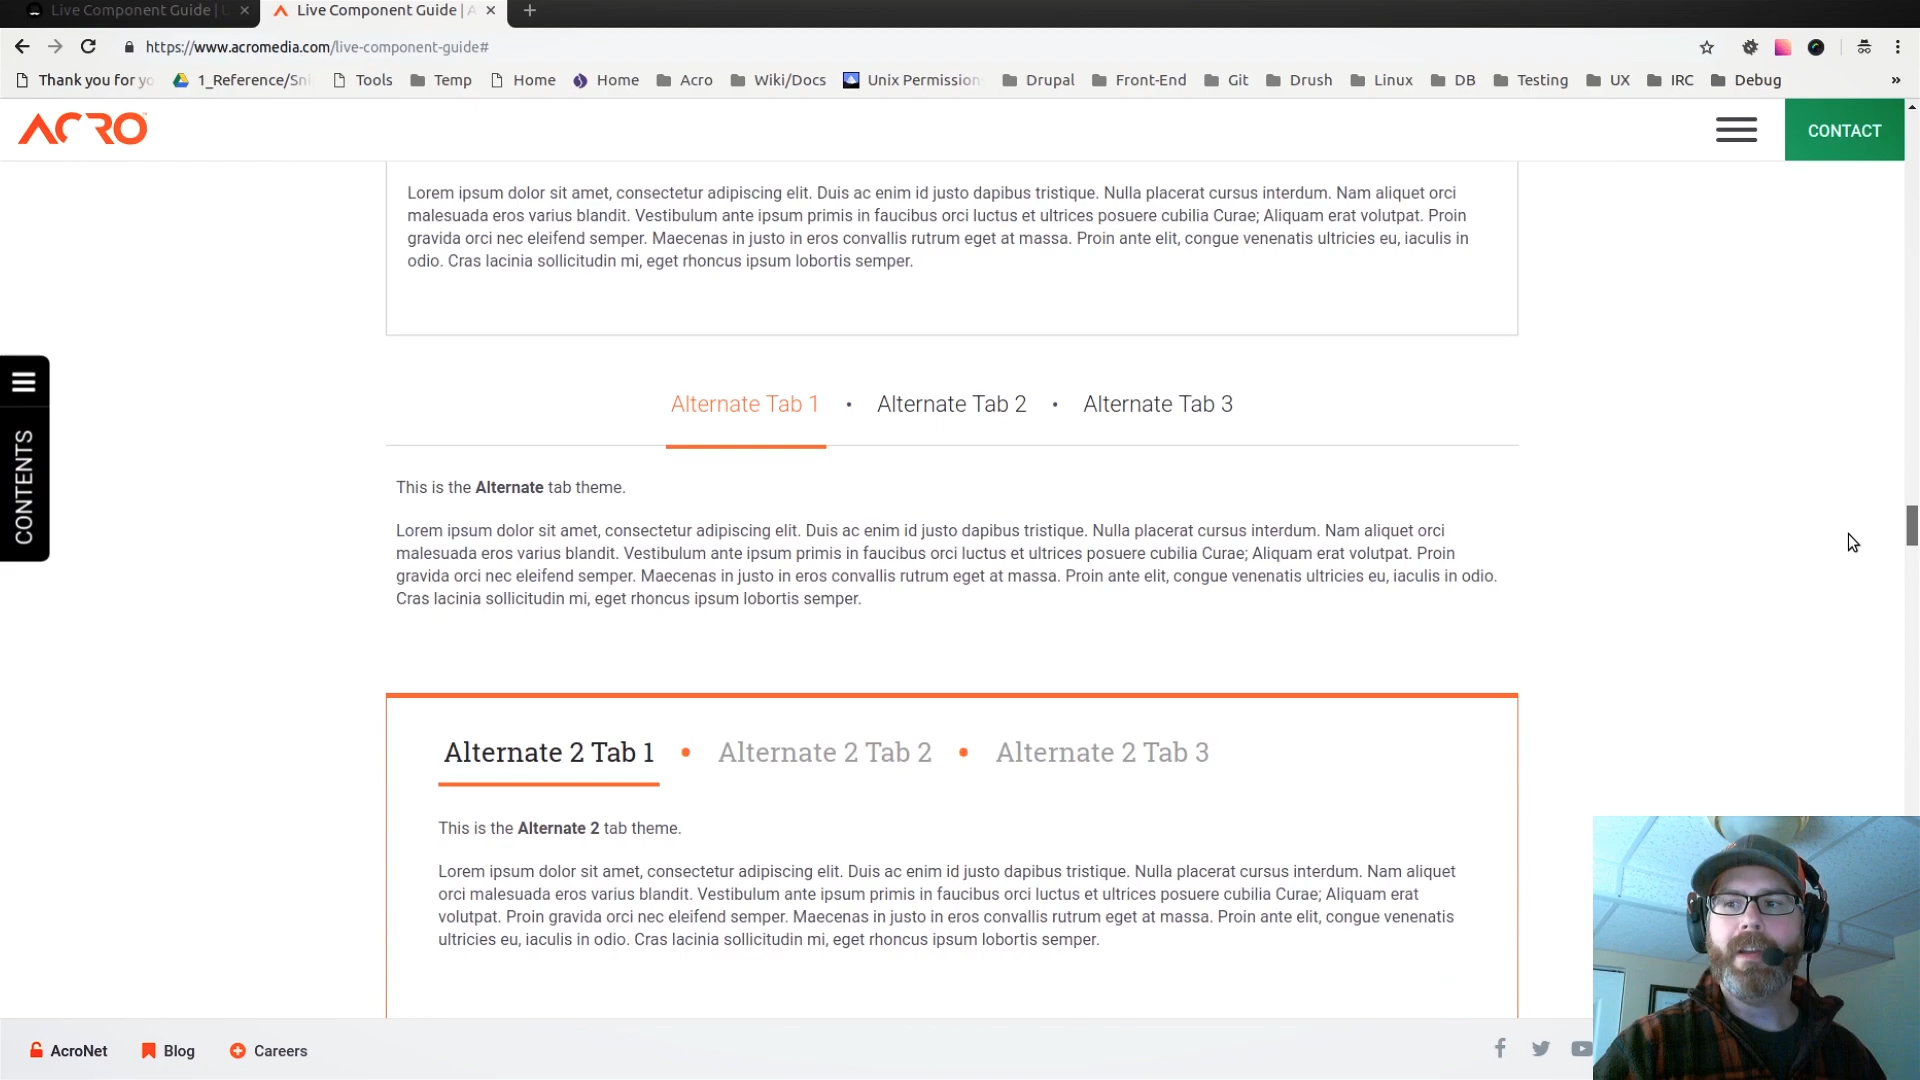 Live Component Guide |
Live Component Guide | A
https://www.acromedia.com/live-component-guide#
Thank you for yo
1_Reference/Sni
Tools
Temp
Home
Home
Acro
Wiki/Docs
Unix Permission
Drupal
Front-End
Git
Drush
Linux
DB
Testing
UX
IRC
Debug
»
ACRO
CONTACT
Lorem ipsum dolor sit amet, consectetur adipiscing elit. Duis ac enim id justo dapibus tristique. Nulla placerat cursus interdum. Nam aliquet orci
malesuada eros varius blandit. Vestibulum ante ipsum primis in faucibus orci luctus et ultrices posuere cubilia Curae; Aliquam erat volutpat. Proin
gravida orci nec eleifend semper. Maecenas in justo in eros convallis rutrum eget at massa. Proin ante elit, congue venenatis ultricies eu, iaculis in
odio. Cras lacinia sollicitudin mi, eget rhoncus ipsum lobortis semper.
CONTENTS
Alternate Tab 1 • Alternate Tab 2 • Alternate Tab 3
This is the Alternate tab theme.
Lorem ipsum dolor sit amet, consectetur adipiscing elit. Duis ac enim id justo dapibus tristique. Nulla placerat cursus interdum. Nam aliquet orci
malesuada eros varius blandit. Vestibulum ante ipsum primis in faucibus orci luctus et ultrices posuere cubilia Curae; Aliquam erat volutpat. Proin
gravida orci nec eleifend semper. Maecenas in justo in eros convallis rutrum eget at massa. Proin ante elit, congue venenatis ultricies eu, iaculis in odio.
Cras lacinia sollicitudin mi, eget rhoncus ipsum lobortis semper.
Alternate 2 Tab 1 • Alternate 2 Tab 2 • Alternate 2 Tab 3
This is the Alternate 2 tab theme.
Lorem ipsum dolor sit amet, consectetur adipiscing elit. Duis ac enim id justo dapibus tristique. Nulla placerat cursus interdum. Nam aliquet
orci malesuada eros varius blandit. Vestibulum ante ipsum primis in faucibus orci luctus et ultrices posuere cubilia Curae; Aliquam erat
volutpat. Proin gravida orci nec eleifend semper. Maecenas in justo in eros convallis rutrum eget at massa. Proin ante elit, congue venenatis
ultricies eu, iaculis in odio. Cras lacinia sollicitudin mi, eget rhoncus ipsum lobortis semper.
AcroNet
Blog
Careers